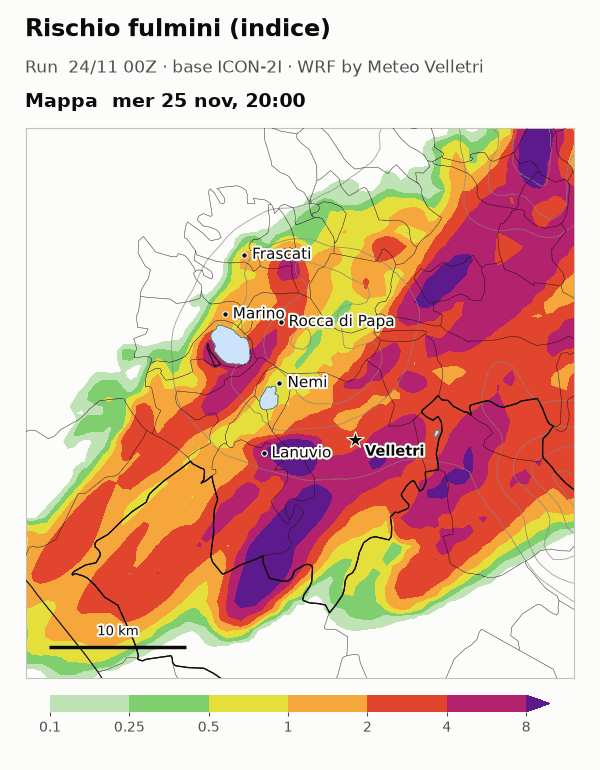 Rischio fulmini (indice)
Run  24/11 00Z · base ICON-2I · WRF by Meteo Velletri
Mappa  mer 25 nov, 20:00
Frascati
Marino
Rocca di Papa
Nemi
Velletri
Lanuvio
10 km
0.1 0.25 0.5 1 2 4 8